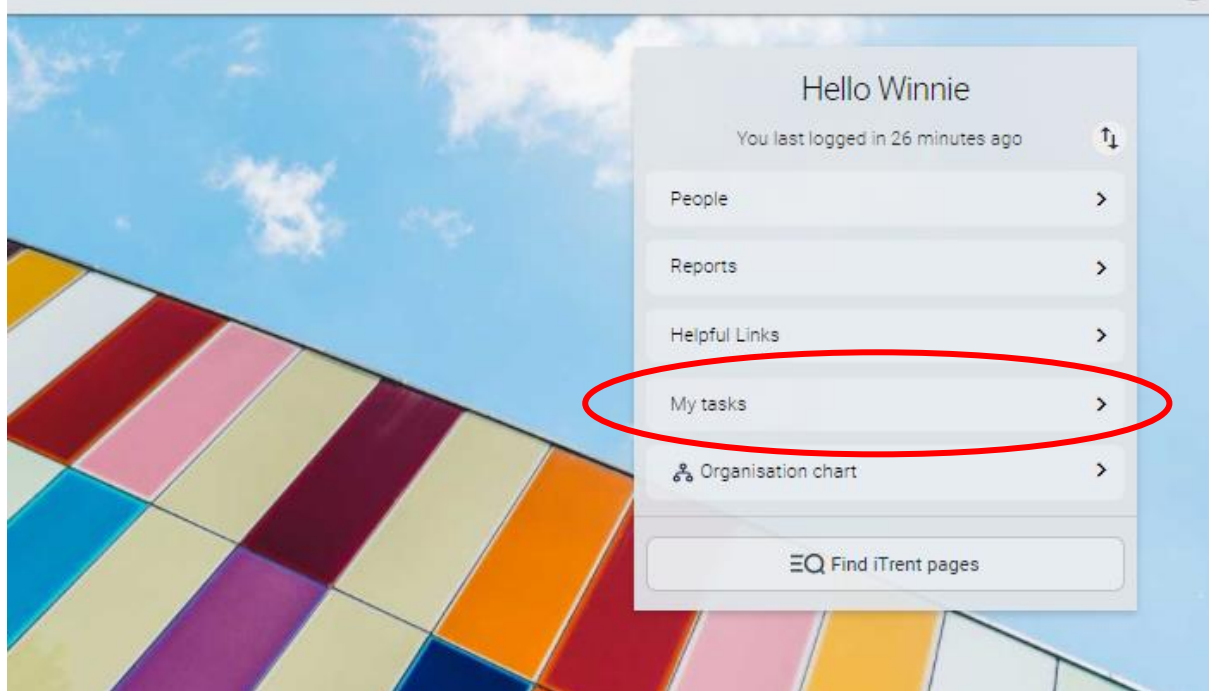 Hello Winnie
You last logged in 26 minutes ago
People
Reports
Helpful Links
My tasks
Organisation chart
Find iTrent pages